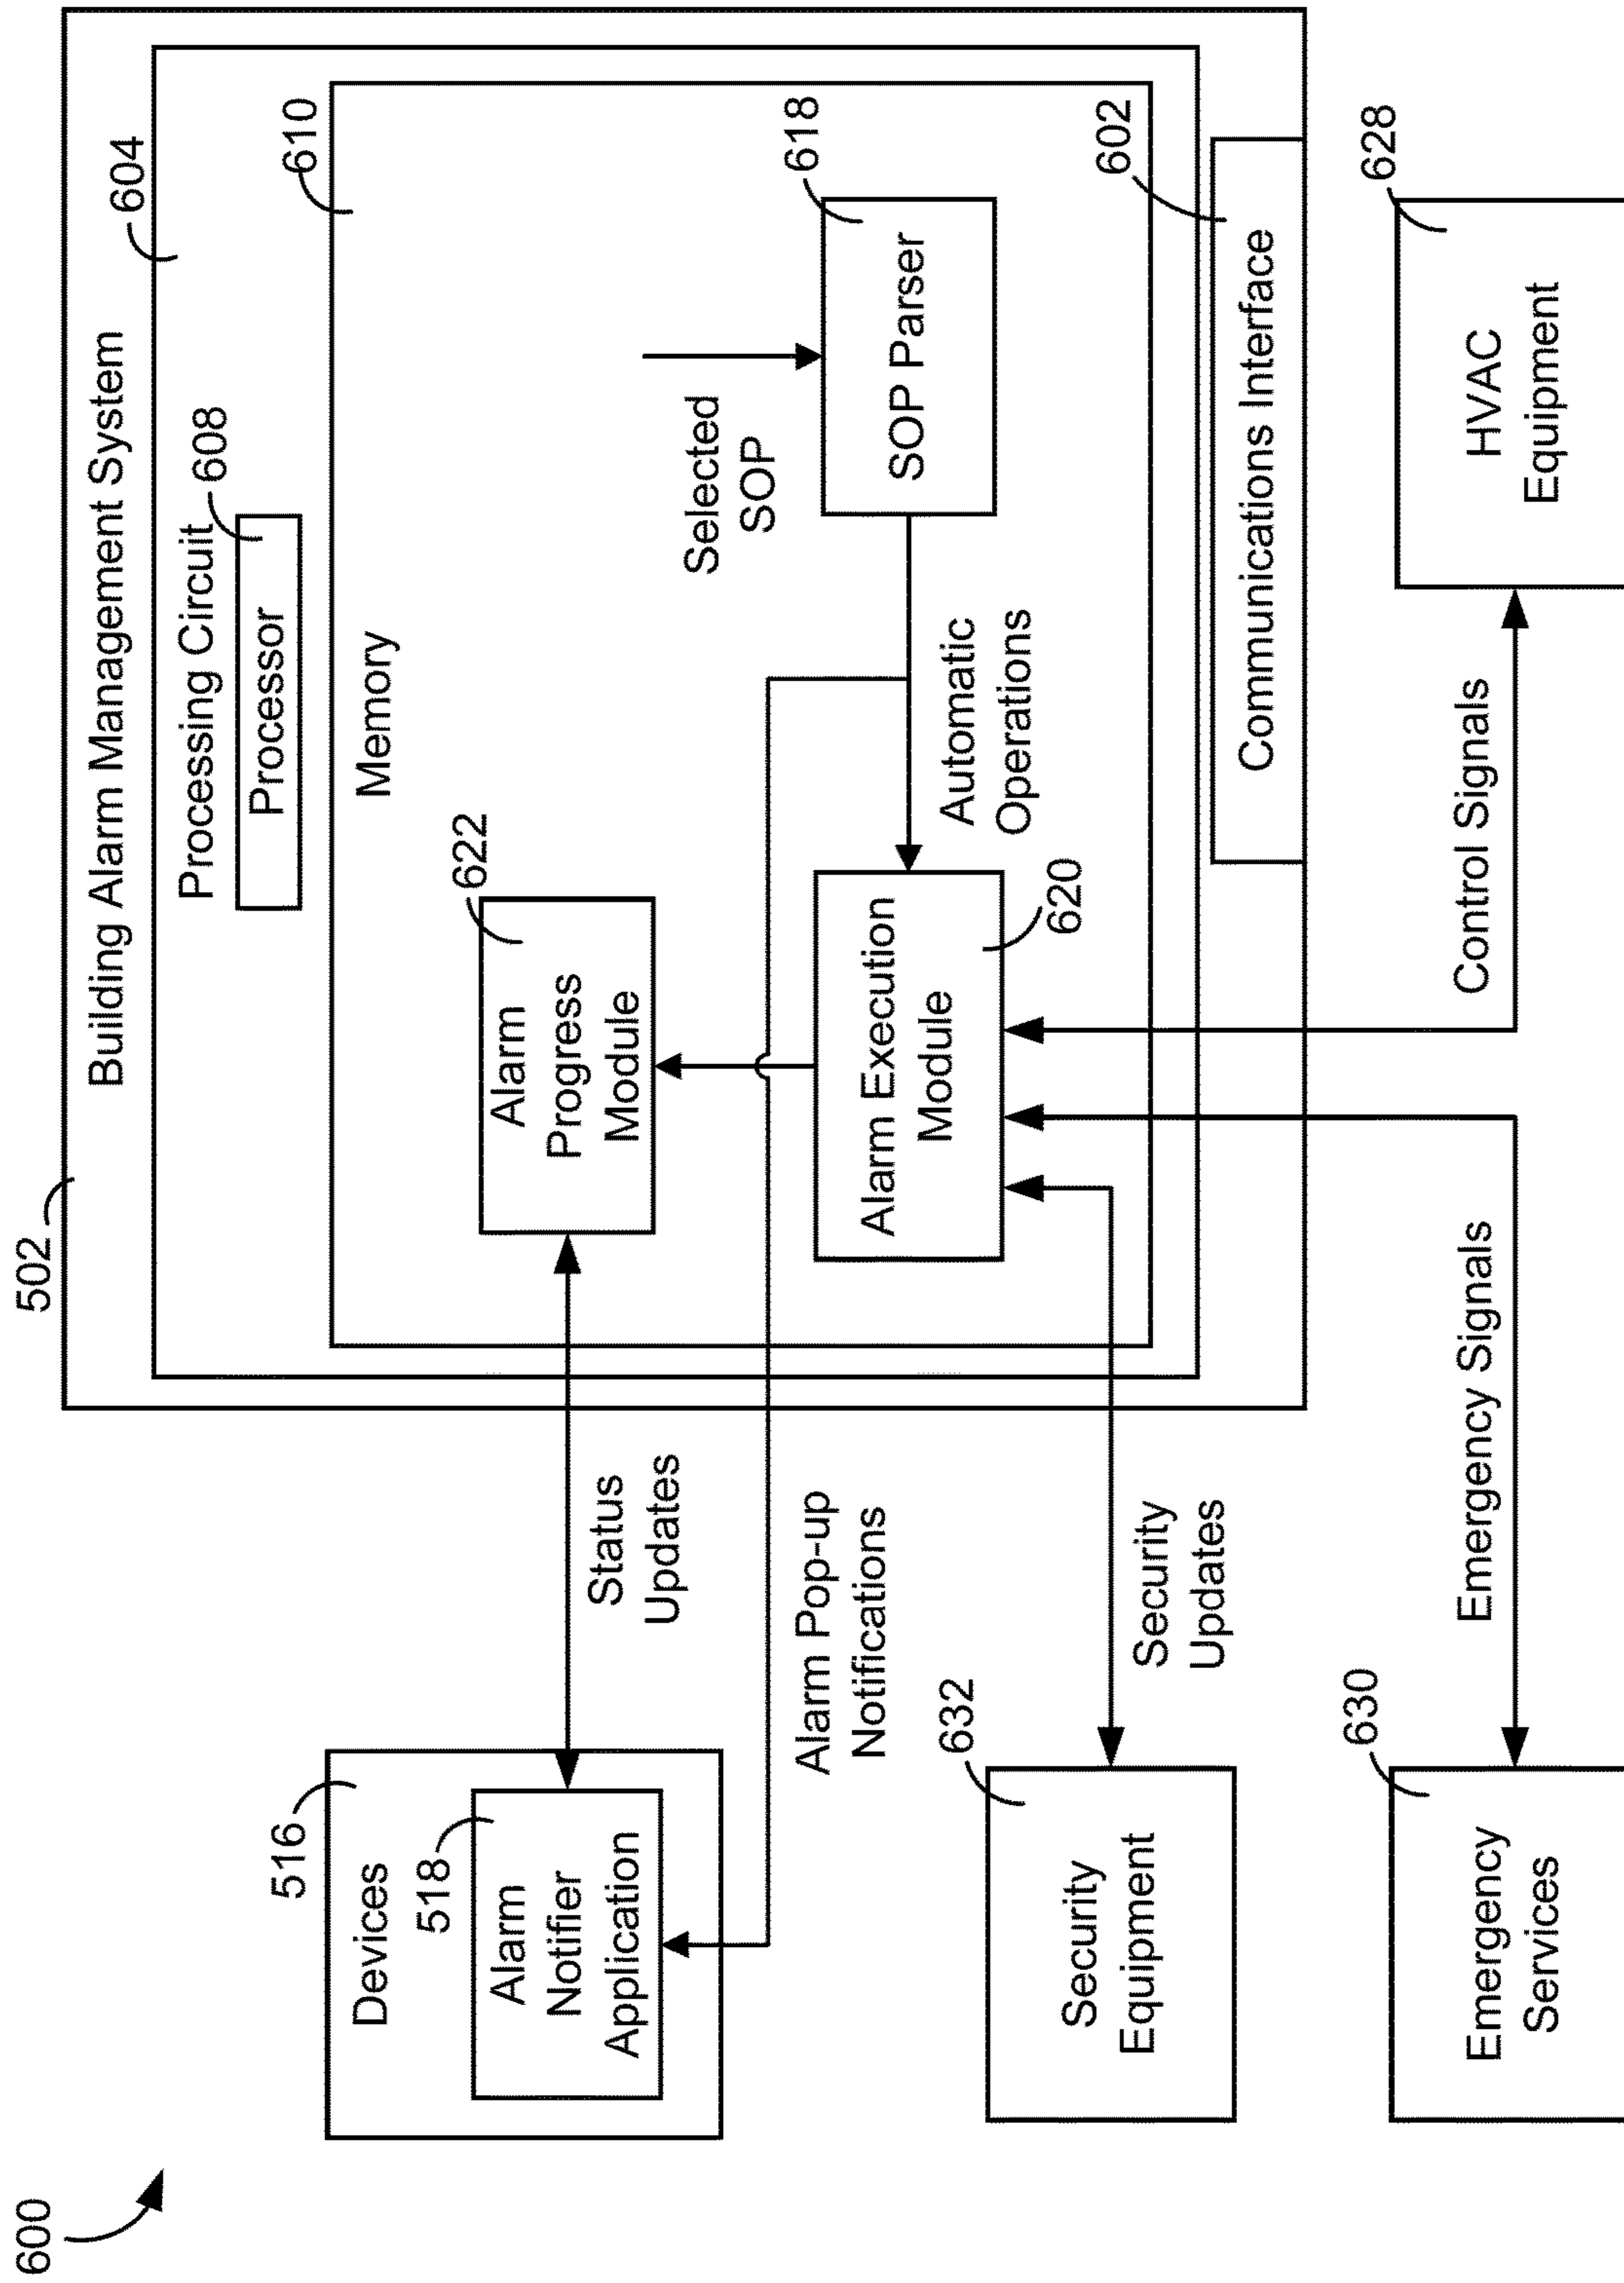 600
502
Building Alarm Management System
604
Processing Circuit
608
Processor
610
Memory
516
Devices
518
Alarm
Notifier
Application
Status
Updates
622
Alarm
Progress
Module
Selected
SOP
618
SOP Parser
Alarm Pop-up
Notifications
Automatic
Operations
Alarm Execution
Module
620
602
Communications Interface
632
Security
Equipment
Security
Updates
630
Emergency
Services
Emergency Signals
Control Signals
628
HVAC
Equipment